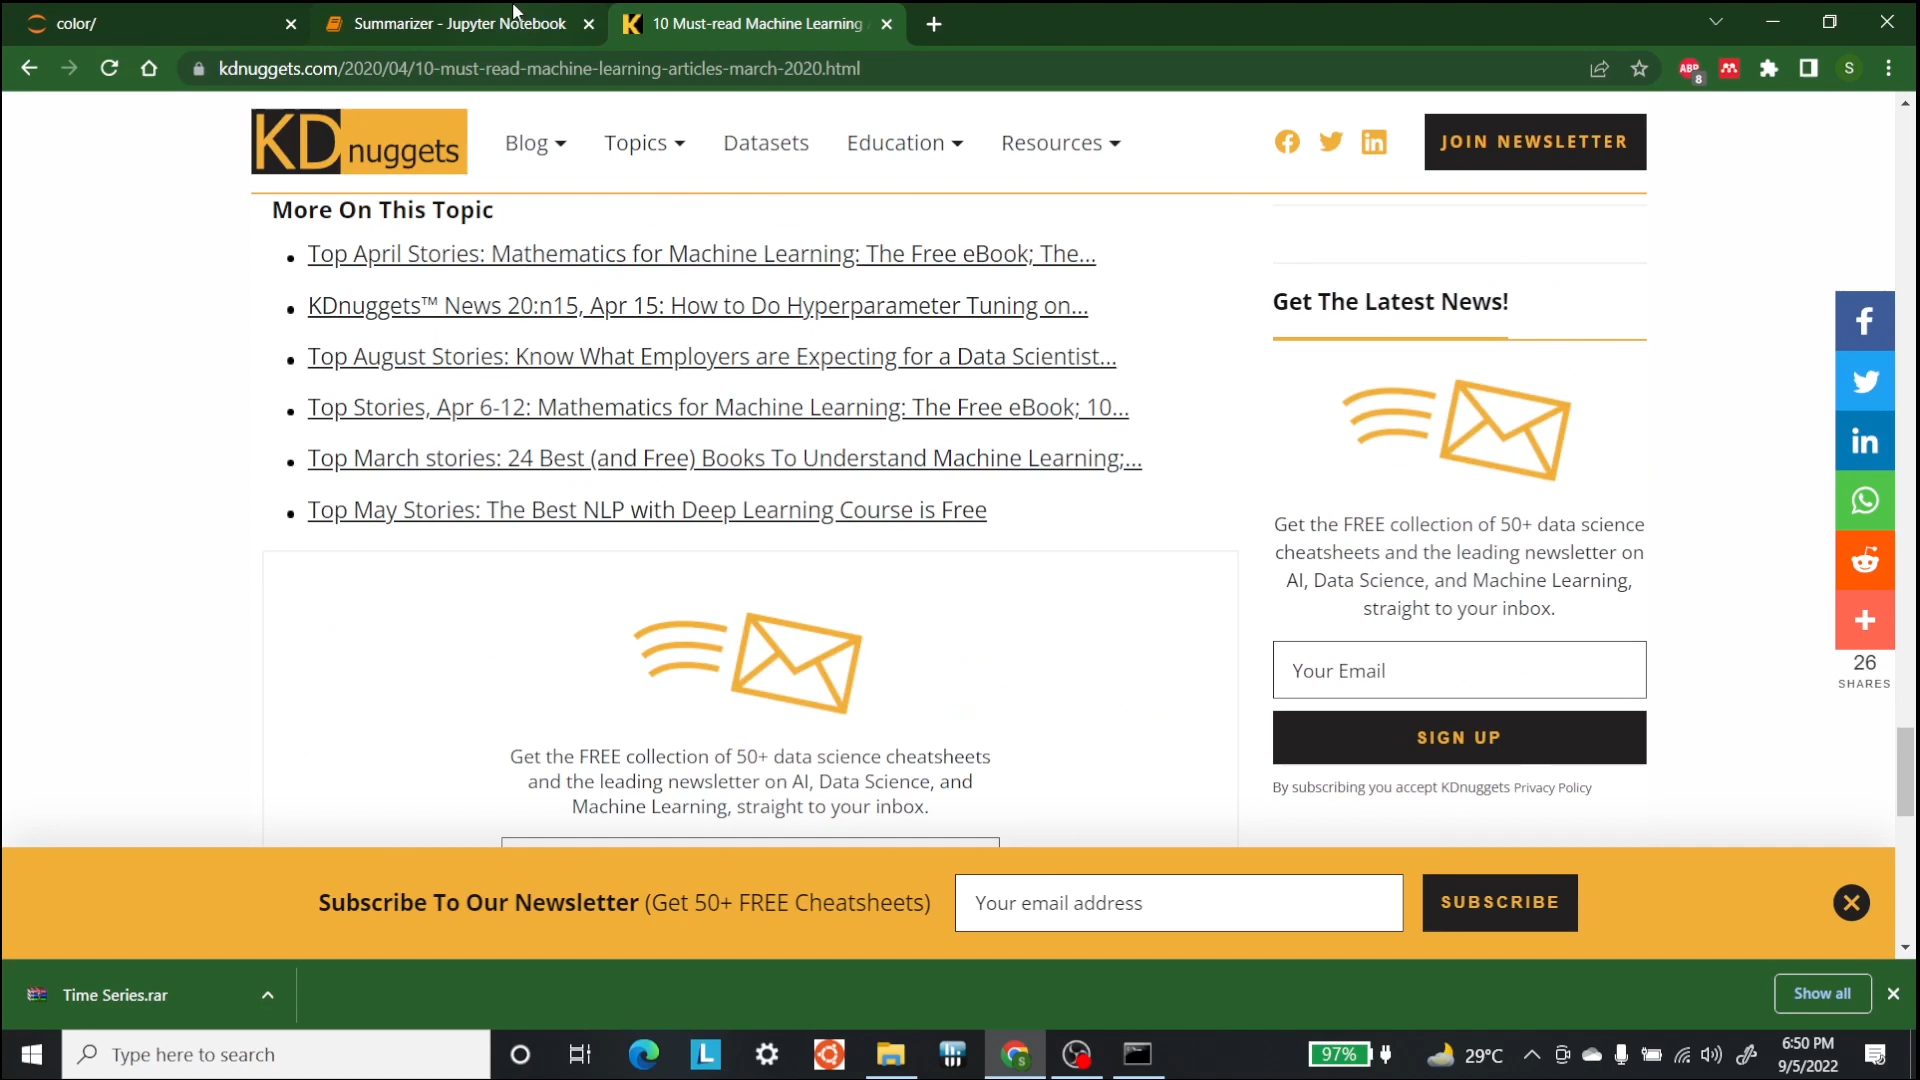 color/
Summarizer - Jupyter Notebook
10 Must-read Machine Learning
kdnuggets.com/2020/04/10-must-read-machine-learning-articles-march-2020.html
ABP
8
S
KD nuggets
Blog
Topics
Datasets
Education
Resources
JOIN NEWSLETTER
More On This Topic
Top April Stories: Mathematics for Machine Learning: The Free eBook; The...
KDnuggets™ News 20:n15, Apr 15: How to Do Hyperparameter Tuning on...
Top August Stories: Know What Employers are Expecting for a Data Scientist...
Top Stories, Apr 6-12: Mathematics for Machine Learning: The Free eBook; 10...
Top March stories: 24 Best (and Free) Books To Understand Machine Learning;...
Top May Stories: The Best NLP with Deep Learning Course is Free
Get the FREE collection of 50+ data science cheatsheets
and the leading newsletter on AI, Data Science, and
Machine Learning, straight to your inbox.
Get The Latest News!
Get the FREE collection of 50+ data science
cheatsheets and the leading newsletter on
AI, Data Science, and Machine Learning,
straight to your inbox.
Your Email
SIGN UP
By subscribing you accept KDnuggets Privacy Policy
26
SHARES
Subscribe To Our Newsletter (Get 50+ FREE Cheatsheets)
Your email address
SUBSCRIBE
Time Series.rar
Show all
Type here to search
L
97%
29°C
6:50 PM
9/5/2022